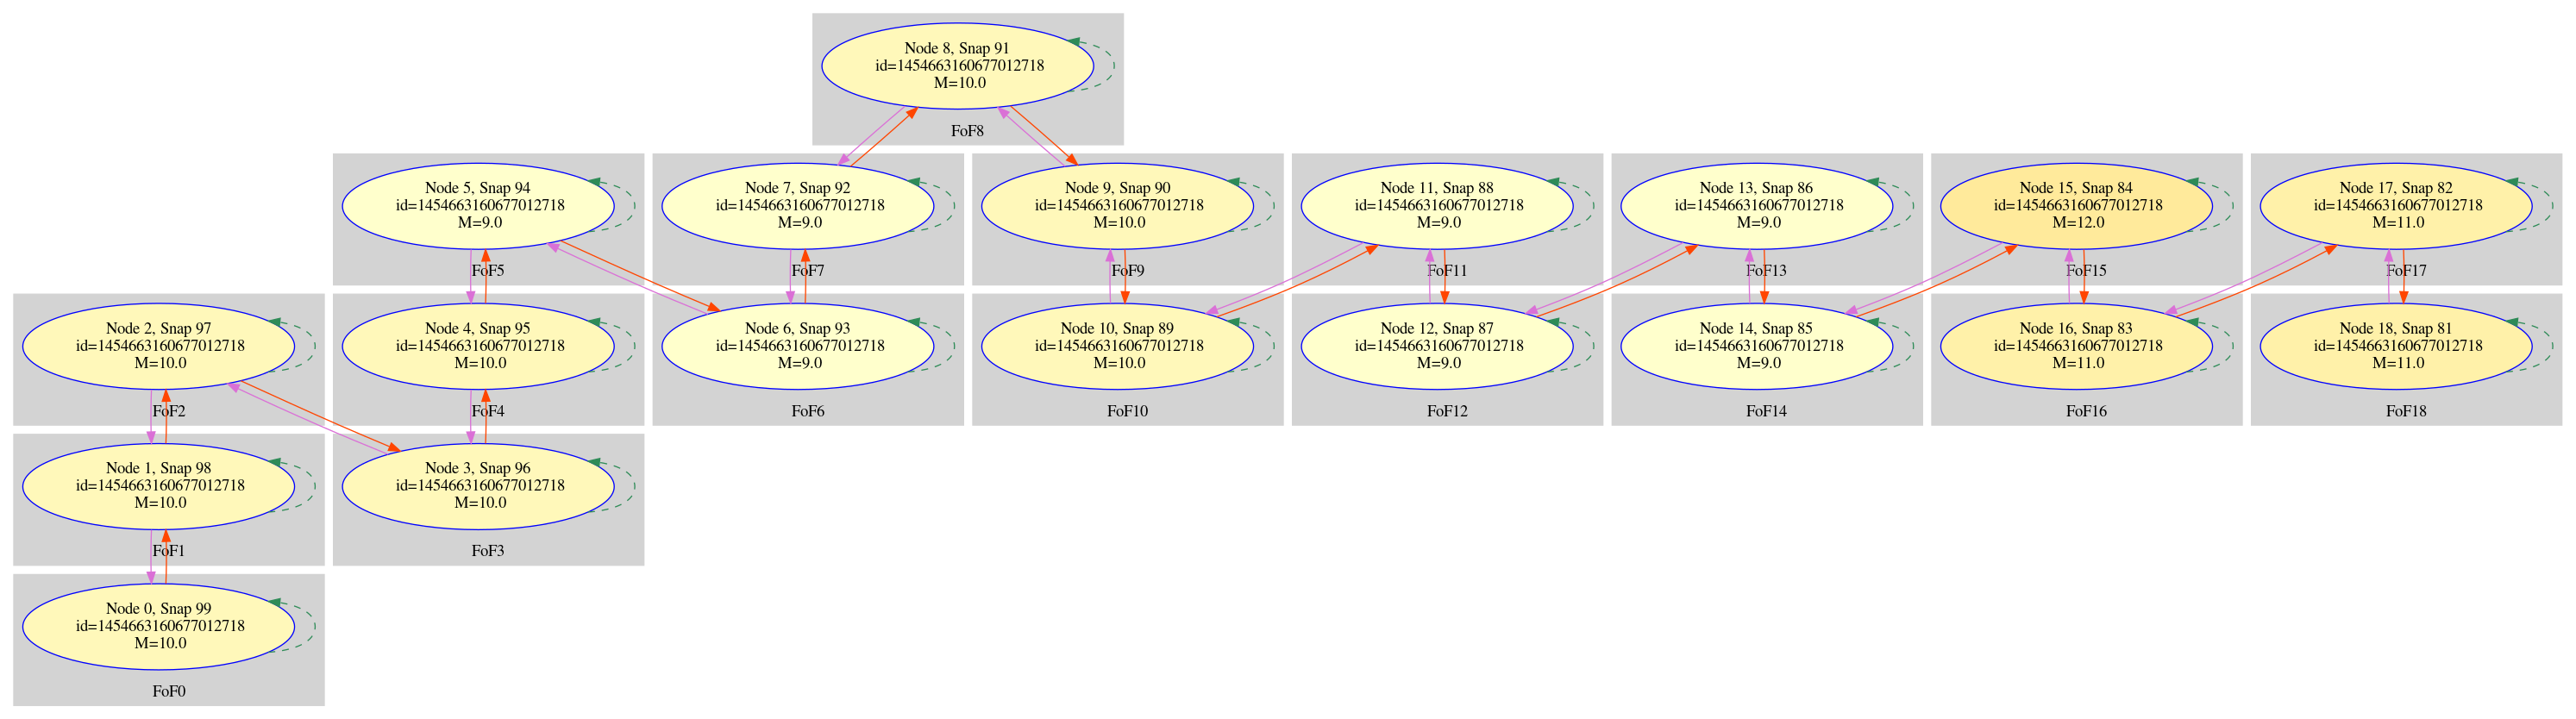 Node 8, Snap 91
id=1454663160677012718
M=10.0
FoF8
Node 5, Snap 94
id=1454663160677012718
M=9.0
FoF5
Node 7, Snap 92
id=1454663160677012718
M=9.0
FoF7
Node 9, Snap 90
id=1454663160677012718
M=10.0
FoF9
Node 11, Snap 88
id=1454663160677012718
M=9.0
FoF11
Node 13, Snap 86
id=1454663160677012718
M=9.0
FoF13
Node 15, Snap 84
id=1454663160677012718
M=12.0
FoF15
Node 17, Snap 82
id=1454663160677012718
M=11.0
FoF17
Node 2, Snap 97
id=1454663160677012718
M=10.0
FoF2
Node 4, Snap 95
id=1454663160677012718
M=10.0
FoF4
Node 6, Snap 93
id=1454663160677012718
M=9.0
FoF6
Node 10, Snap 89
id=1454663160677012718
M=10.0
FoF10
Node 12, Snap 87
id=1454663160677012718
M=9.0
FoF12
Node 14, Snap 85
id=1454663160677012718
M=9.0
FoF14
Node 16, Snap 83
id=1454663160677012718
M=11.0
FoF16
Node 18, Snap 81
id=1454663160677012718
M=11.0
FoF18
Node 1, Snap 98
id=1454663160677012718
M=10.0
FoF1
Node 3, Snap 96
id=1454663160677012718
M=10.0
FoF3
Node 0, Snap 99
id=1454663160677012718
M=10.0
FoF0